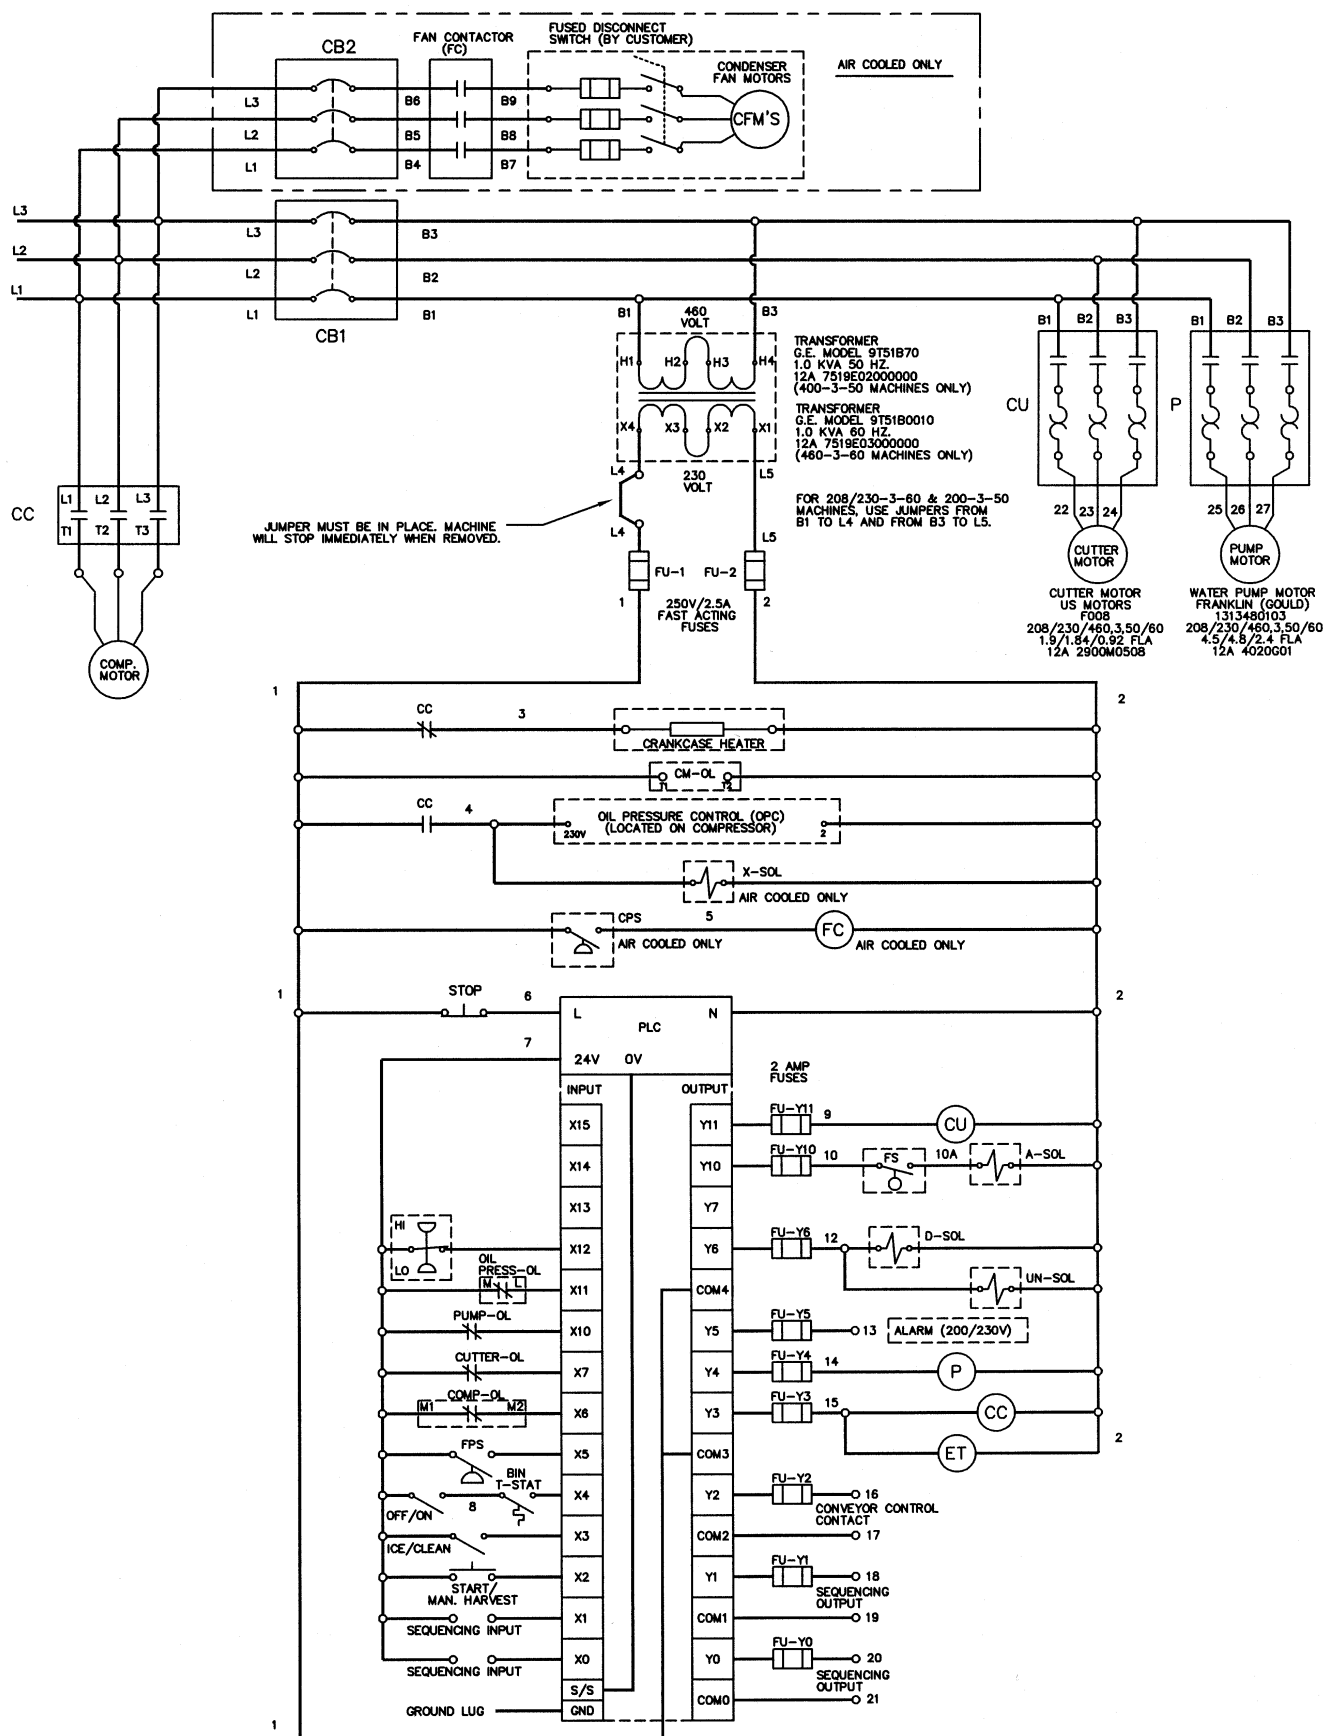 FUSED DISCONNECT
SWITCH (BY CUSTOMER)
FAN CONTACTOR
(FC)
CB2
CONDENSER
FAN MOTORS
AIR COOLED ONLY
L3
B6
B9
CFM'S
L2
B5
B8
L1
B4
B7
L3
L3
B3
L2
L2
B2
L1
L1
B1
CB1
B1
460
VOLT
B3
H1
H2
H3
H4
X4
X3
X2
X1
TRANSFORMER
G.E. MODEL 9T51B70
1.0 KVA 50 HZ.
12A 7519E02000000
(400-3-50 MACHINES ONLY)
TRANSFORMER
G.E. MODEL 9T51B0010
1.0 KVA 60 HZ.
12A 7519E03000000
(460-3-60 MACHINES ONLY)
B1
B2
B3
B1
B2
B3
CU
P
L4
230
VOLT
L5
FOR 208/230-3-60 & 200-3-50
MACHINES, USE JUMPERS FROM
B1 TO L4 AND FROM B3 TO L5.
22
23
24
25
26
27
CC
L1
L2
L3
T1
T2
T3
JUMPER MUST BE IN PLACE. MACHINE
WILL STOP IMMEDIATELY WHEN REMOVED.
L4
L5
FU-1
FU-2
1
250V/2.5A
FAST ACTING
FUSES
2
CUTTER
MOTOR
PUMP
MOTOR
CUTTER MOTOR
US MOTORS
F008
208/230/460,3,50/60
1.9/1.84/0.92 FLA
12A 2900M0508
WATER PUMP MOTOR
FRANKLIN (GOULD)
1313480103
208/230/460,3,50/60
4.5/4.8/2.4 FLA
12A 4020G01
COMP.
MOTOR
1
2
CC
3
CRANKCASE HEATER
CM-OL
T1
T2
CC
4
OIL PRESSURE CONTROL (OPC)
(LOCATED ON COMPRESSOR)
230V
2
X-SOL
AIR COOLED ONLY
CPS
5
AIR COOLED ONLY
FC
AIR COOLED ONLY
1
STOP
6
2
L
PLC
N
7
24V
0V
INPUT
OUTPUT
2 AMP
FUSES
X15
Y11
FU-Y11
9
CU
X14
Y10
FU-Y10
10
FS
10A
A-SOL
X13
Y7
HI
LO
X12
Y6
FU-Y6
12
D-SOL
OIL
PRESS-OL
M
L
X11
COM4
UN-SOL
PUMP-OL
X10
Y5
FU-Y5
13
ALARM (200/230V)
CUTTER-OL
X7
Y4
FU-Y4
14
P
COMP-OL
M1
M2
X6
Y3
FU-Y3
15
CC
FPS
X5
COM3
ET
2
BIN
T-STAT
OFF/ON
8
X4
Y2
FU-Y2
16
CONVEYOR CONTROL
CONTACT
ICE/CLEAN
X3
COM2
17
START/
MAN. HARVEST
X2
Y1
FU-Y1
18
SEQUENCING
OUTPUT
SEQUENCING INPUT
X1
COM1
19
SEQUENCING INPUT
X0
Y0
FU-Y0
20
SEQUENCING
OUTPUT
S/S
COM0
21
GROUND LUG
GND
1